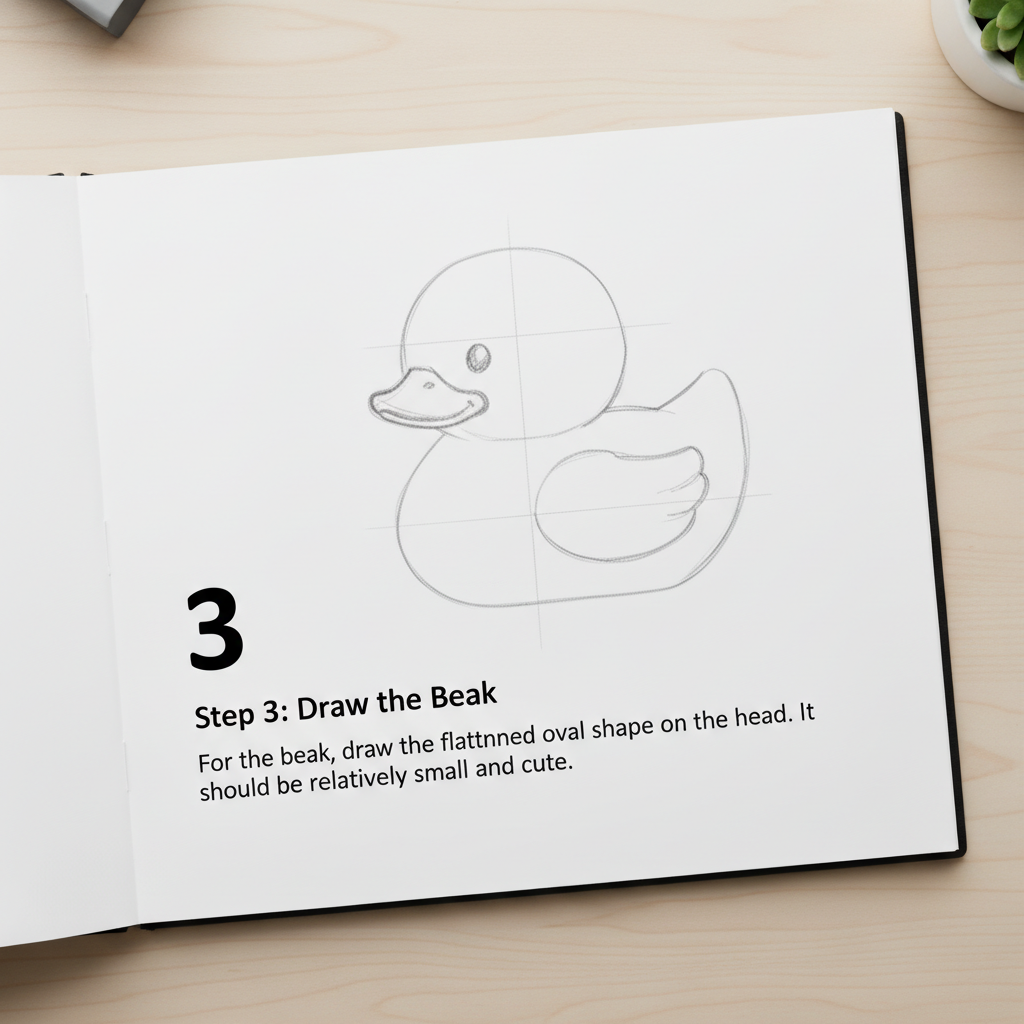 3
Step 3: Draw the Beak
For the beak, draw the flattnned oval shape on the head. It
should be relatively small and cute.